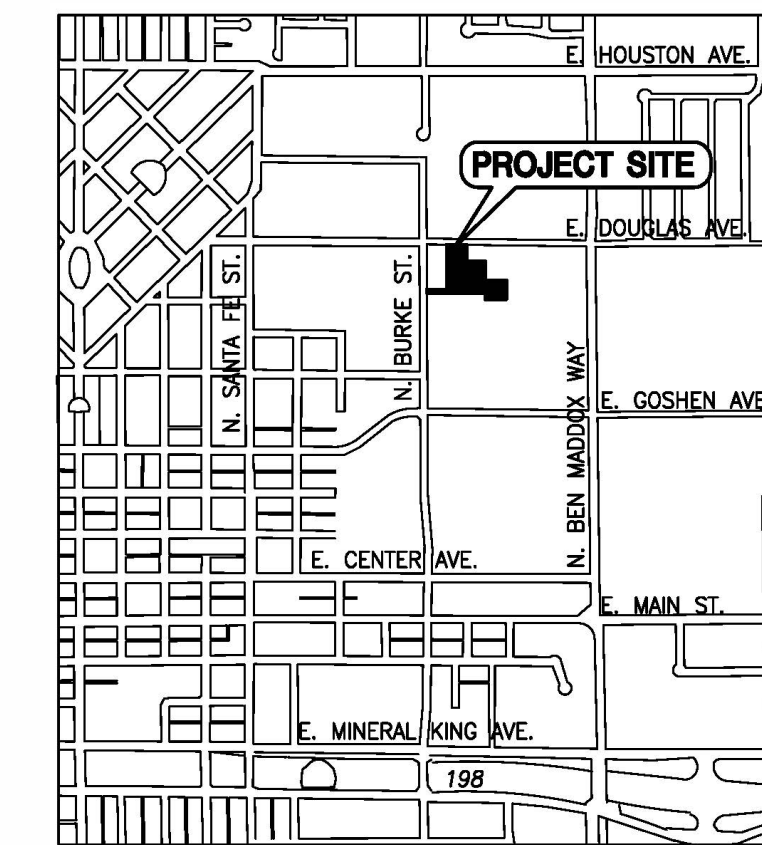 E. HOUSTON AVE.
PROJECT SITE
E. DOUGLAS AVE.
N. SANTA FE ST.
N. BURKE ST.
N. BEN MADDOX WAY
E. GOSHEN AVE
E. CENTER AVE.
E. MAIN ST.
E. MINERAL KING AVE.
198